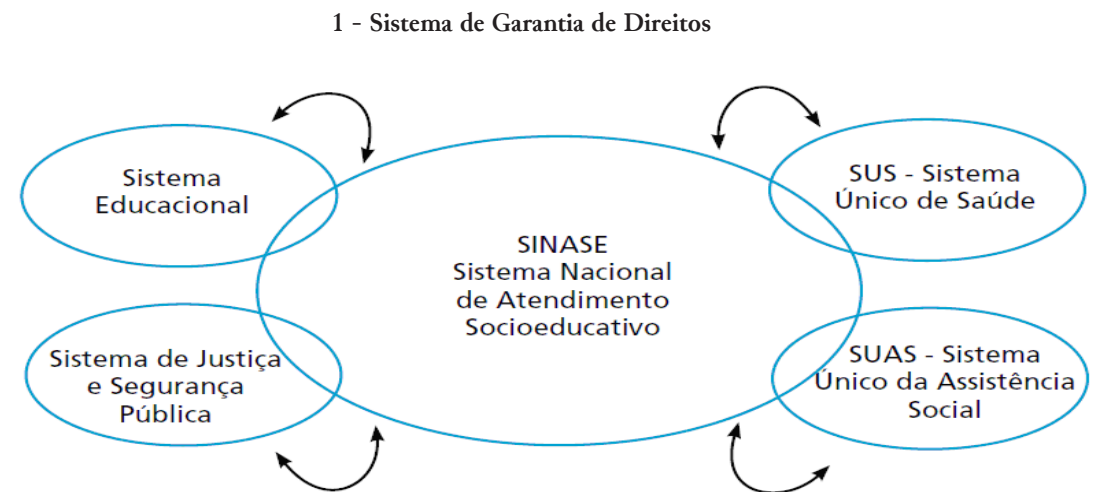 1 - Sistema de Garantia de Direitos
Sistema
Educacional
SUS - Sistema
Único de Saúde
SINASE
Sistema Nacional
de Atendimento
Socioeducativo
Sistema de Justiça
e Segurança
Pública
SUAS - Sistema
Único da Assistência
Social